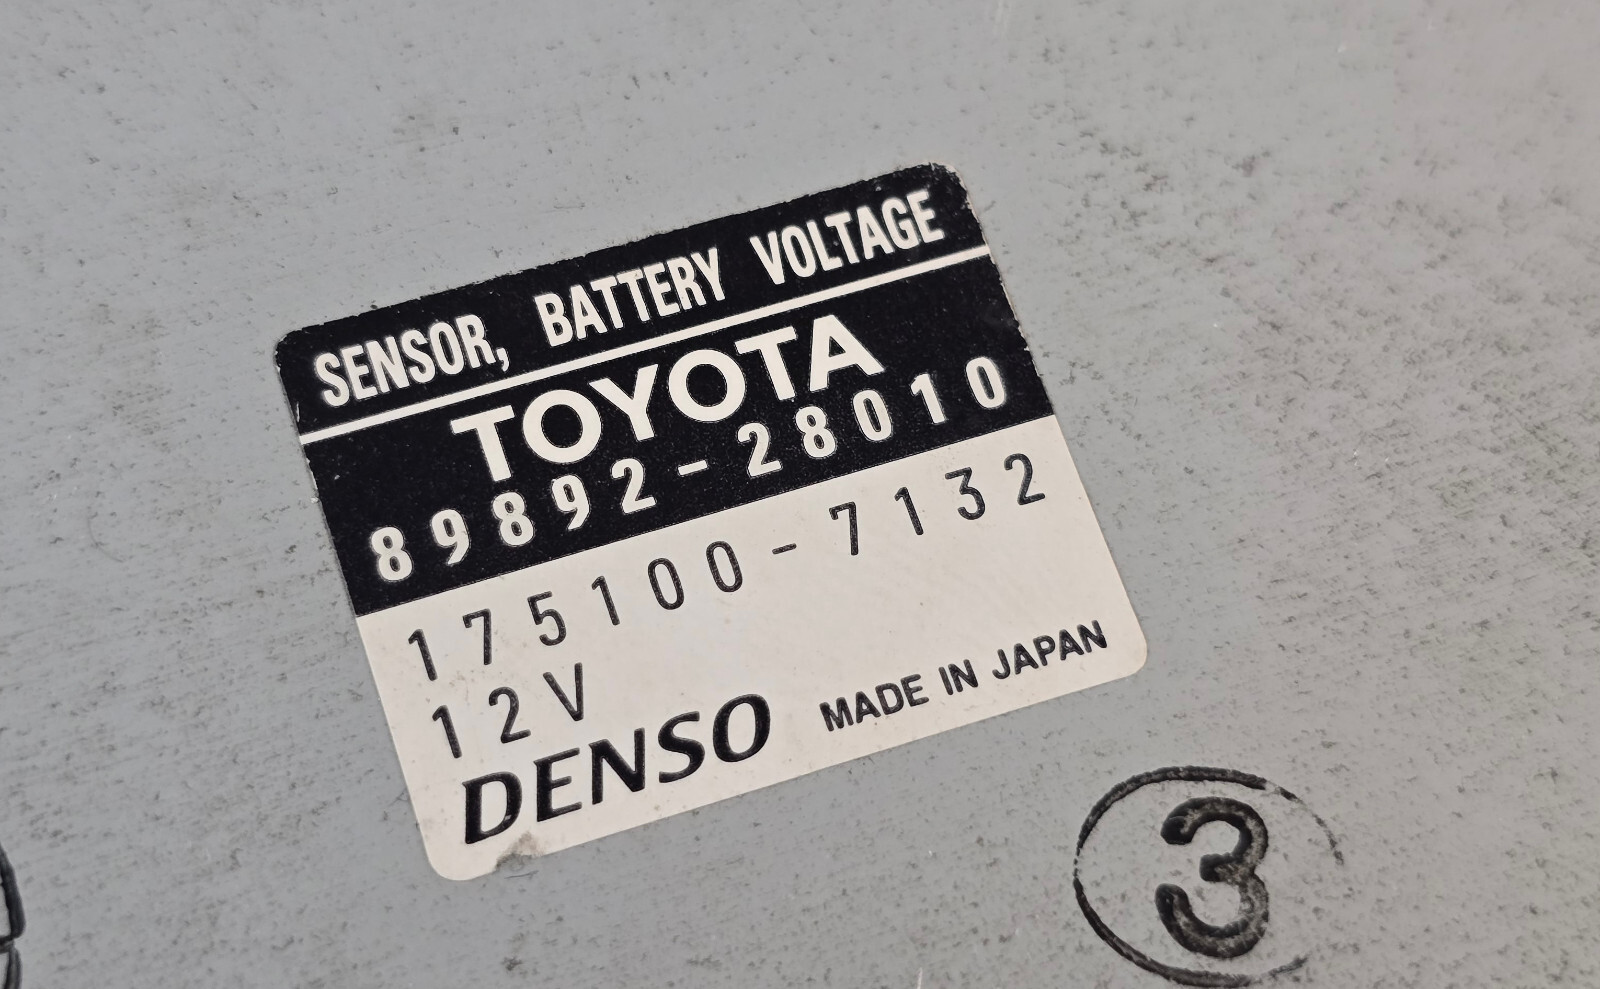 SENSOR, BATTERY VOLTAGE
TOYOTA
89892-28010
175100-7132
12V
DENSO MADE IN JAPAN
3